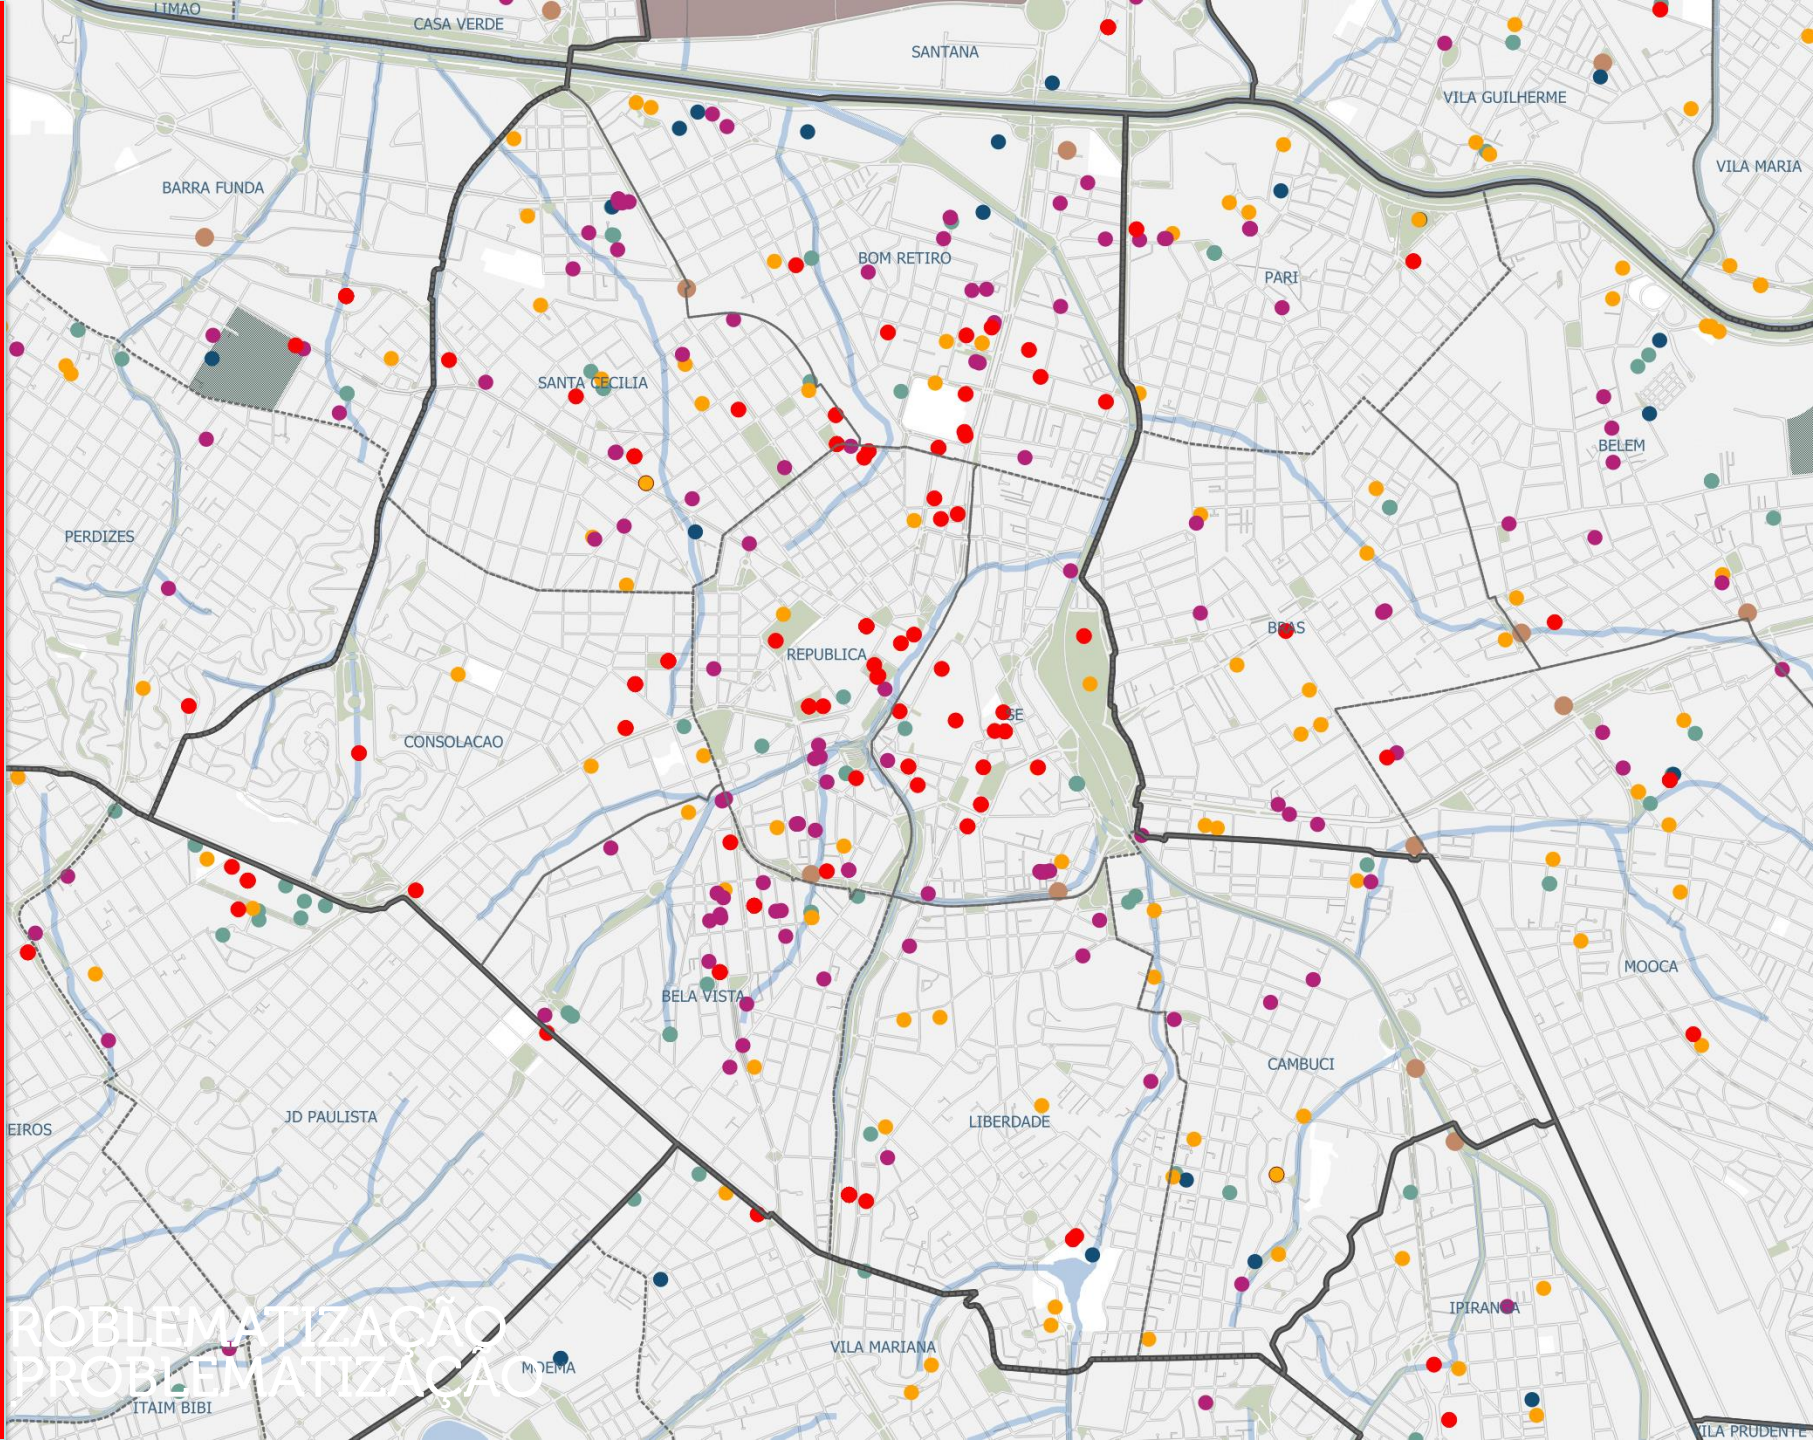 LIMAO
CASA VERDE
SANTANA
VILA GUILHERME
VILA MARIA
BARRA FUNDA
BOM RETIRO
PARI
SANTA CECILIA
BELEM
PERDIZES
BRAS
REPUBLICA
SE
CONSOLACAO
MOOCA
BELA VISTA
CAMBUCI
JD PAULISTA
LIBERDADE
EIROS
IPIRANGA
ROBLEMATIZAÇÃO
VILA MARIANA
MOEMA
PROBLEMATIZAÇÃO
ITAIM BIBI
VILA PRUDENTE